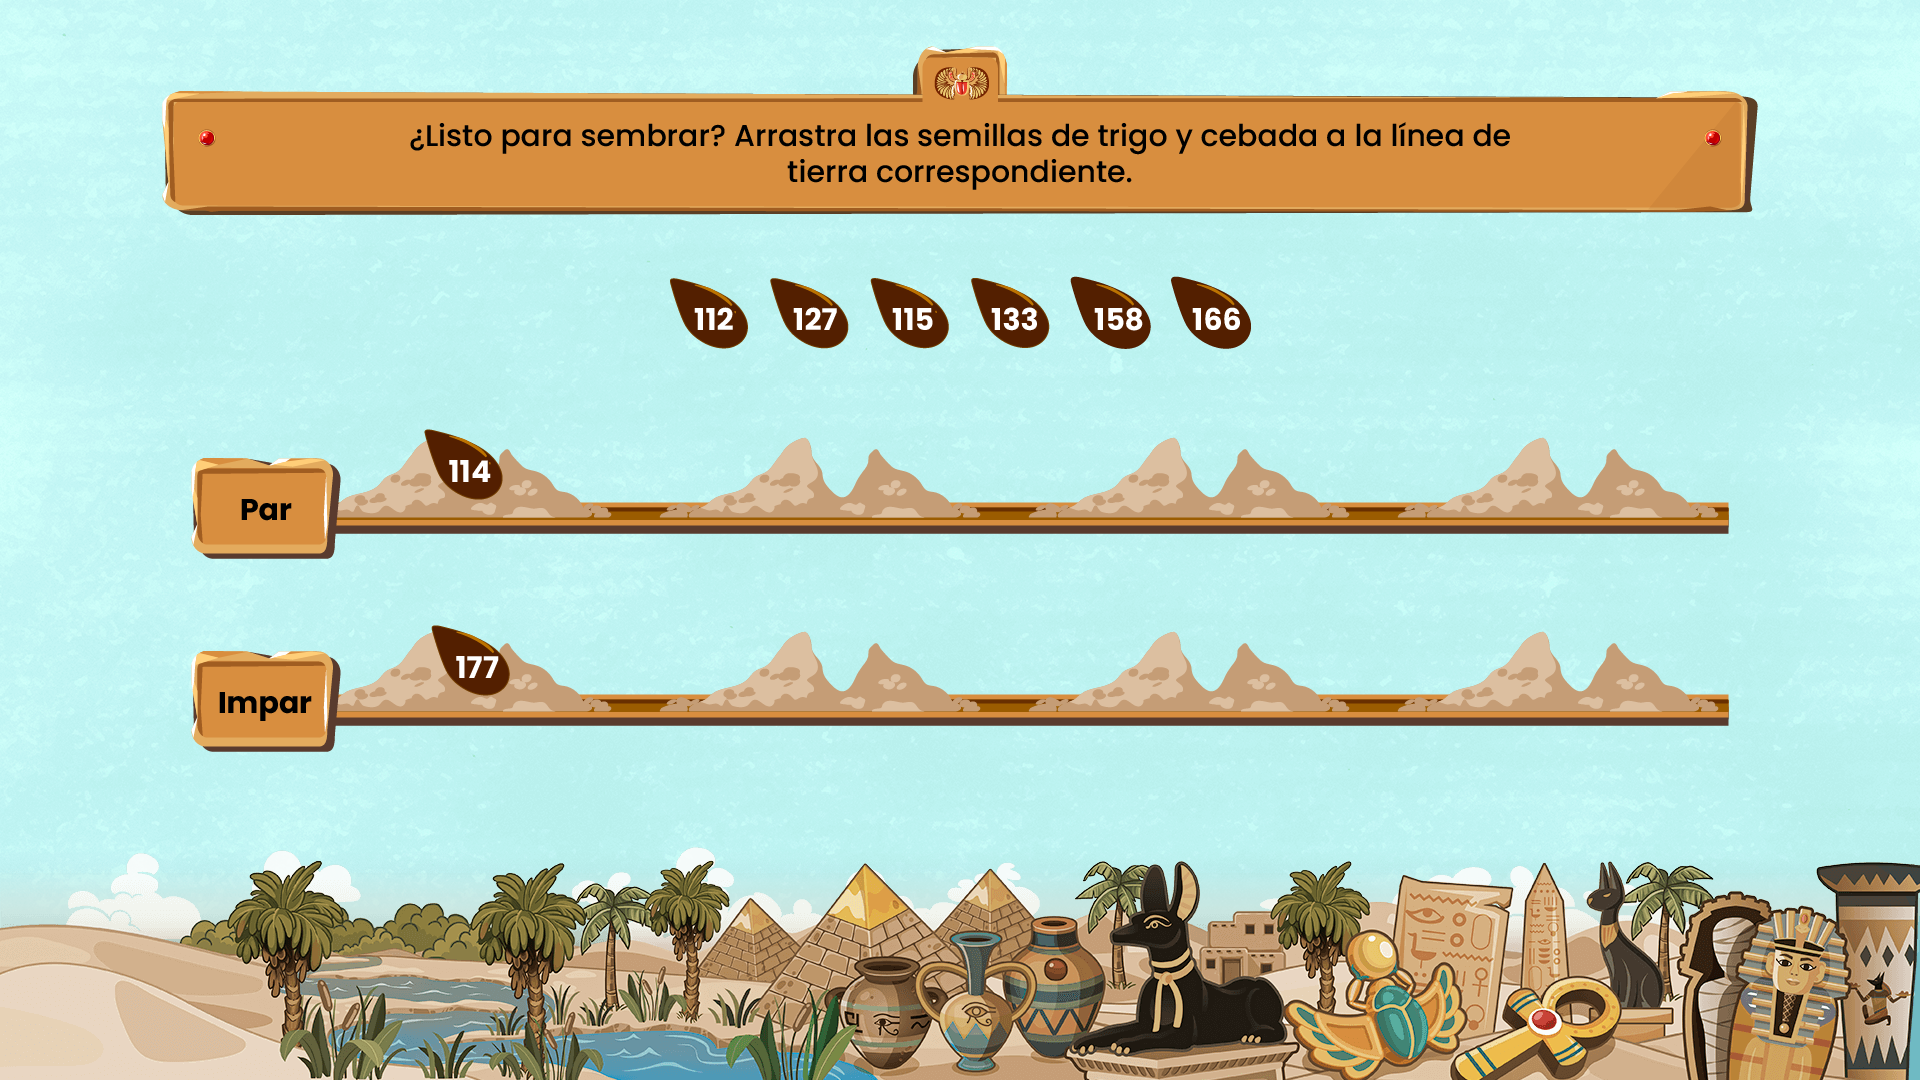 ¿Listo para sembrar? Arrastra las semillas de trigo y cebada a la línea de
tierra correspondiente.
112 127 115 133 158 166
114
Par
177
Impar